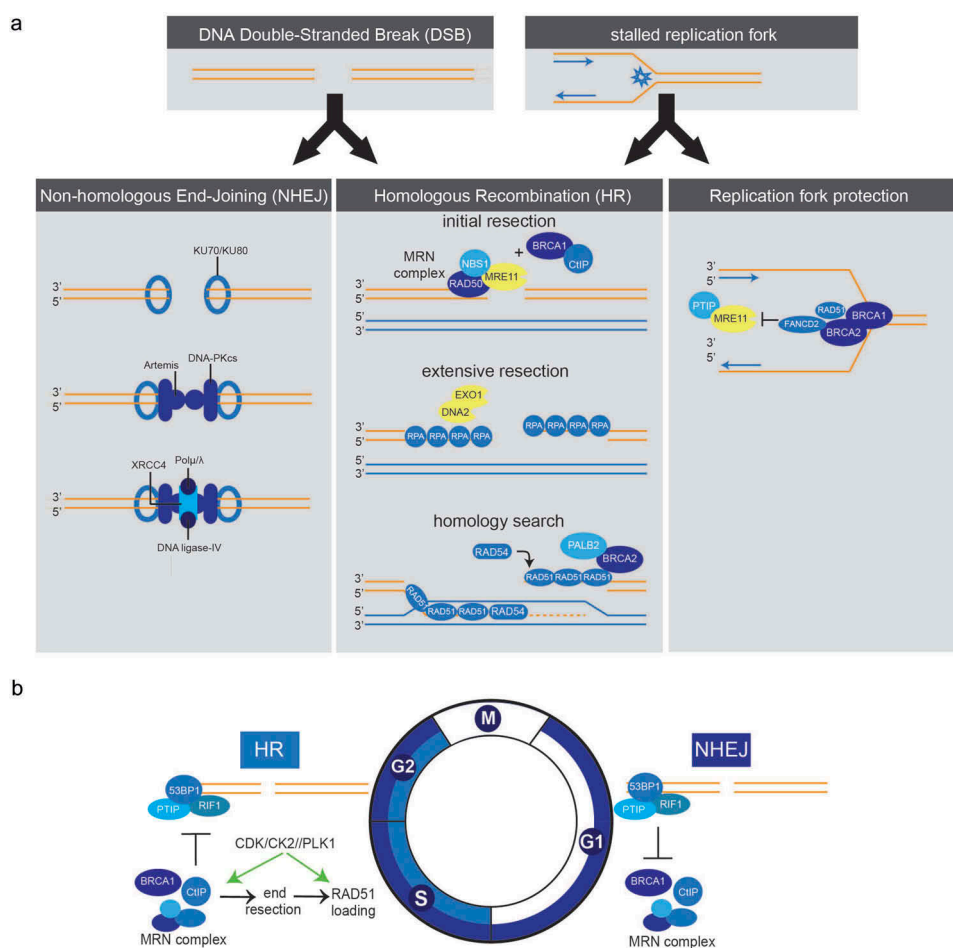 a
DNA Double-Stranded Break (DSB)
stalled replication fork
Non-homologous End-Joining (NHEJ)
KU70/KU80
3'
5'
Artemis
DNA-PKcs
3'
5'
XRCC4
Polμ/λ
3'
5'
DNA ligase-IV
Homologous Recombination (HR)
initial resection
MRN
complex
NBS1
RAD50
MRE11
+
BRCA1
CtIP
3'
5'
5'
3'
extensive resection
EXO1
DNA2
RPA RPA RPA RPA
RPA RPA RPA RPA
3'
5'
5'
3'
homology search
RAD54
PALB2
BRCA2
RAD51 RAD51 RAD51
3'
5'
RAD51
RAD51 RAD51 RAD54
5'
3'
Replication fork protection
3'
5'
PTIP
MRE11
FANCD2
RAD51
BRCA1
BRCA2
3'
5'
b
HR
53BP1
PTIP
RIF1
CDK/CK2//PLK1
BRCA1
CtIP
end
resection
RAD51
loading
MRN complex
M
G2
G1
S
NHEJ
53BP1
PTIP
RIF1
BRCA1
CtIP
MRN complex